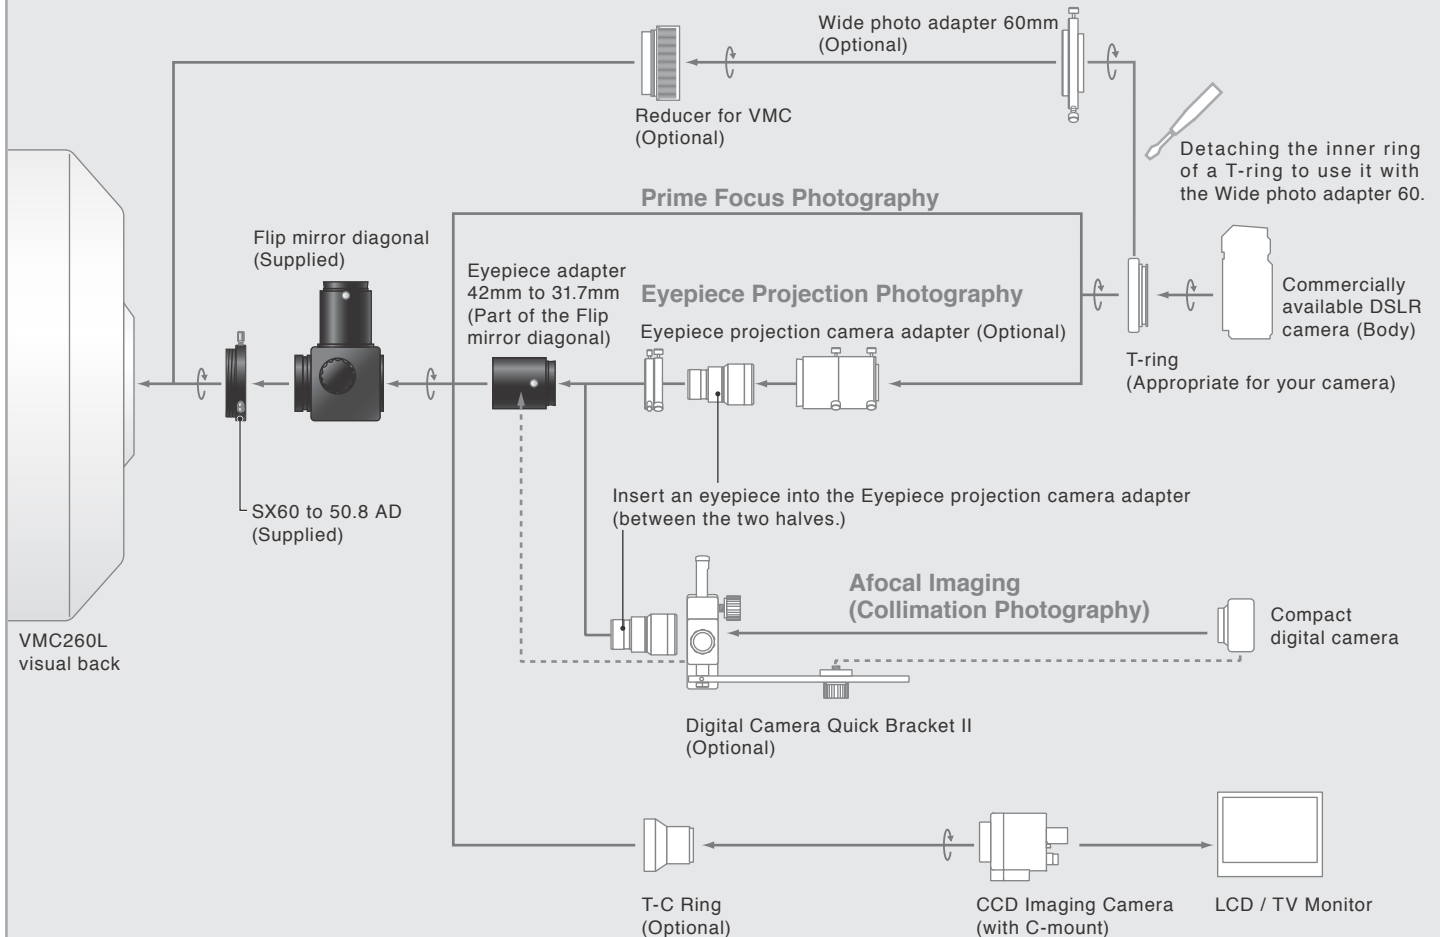 Wide photo adapter 60mm
(Optional)
Reducer for VMC
(Optional)
Detaching the inner ring
of a T-ring to use it with
the Wide photo adapter 60.
Prime Focus Photography
Flip mirror diagonal
(Supplied)
Eyepiece adapter
42mm to 31.7mm
(Part of the Flip
mirror diagonal)
Eyepiece Projection Photography
Eyepiece projection camera adapter (Optional)
Commercially
available DSLR
camera (Body)
T-ring
(Appropriate for your camera)
SX60 to 50.8 AD
(Supplied)
Insert an eyepiece into the Eyepiece projection camera adapter
(between the two halves.)
Afocal Imaging
(Collimation Photography)
Compact
digital camera
VMC260L
visual back
Digital Camera Quick Bracket II
(Optional)
T-C Ring
(Optional)
CCD Imaging Camera
(with C-mount)
LCD / TV Monitor